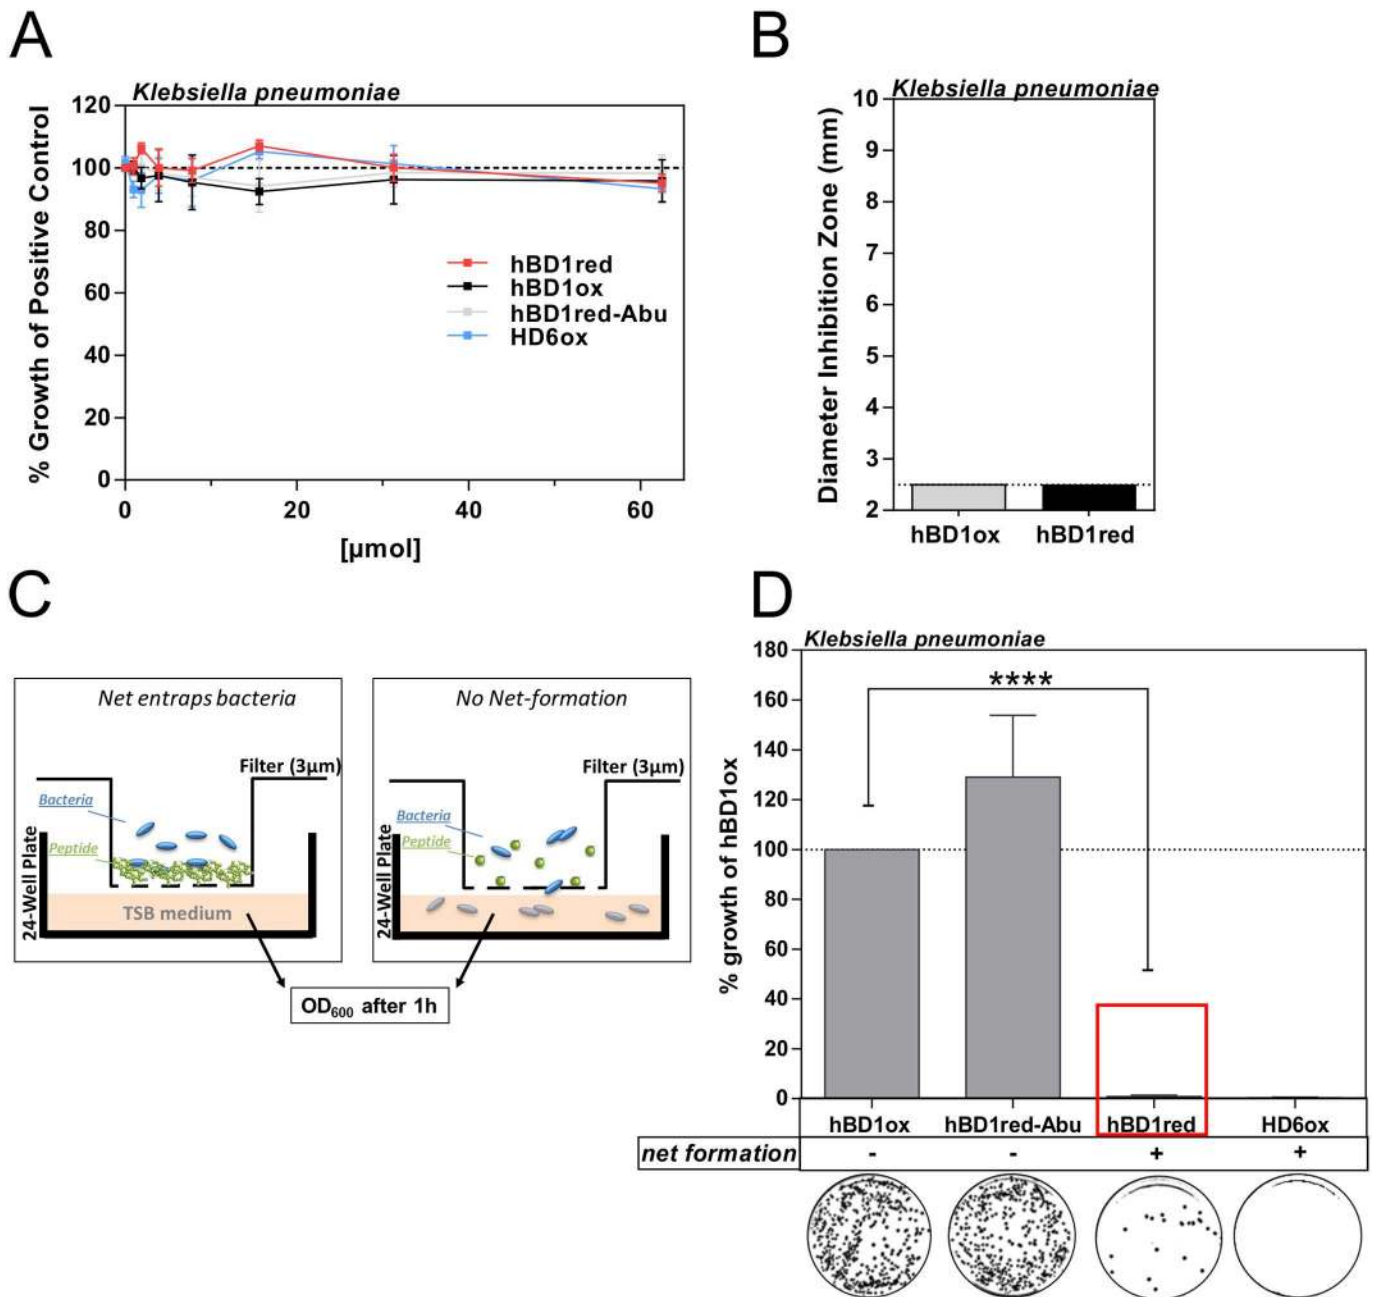 A
Klebsiella pneumoniae
% Growth of Positive Control
120
100
80
60
40
20
0
0 20 40 60
[µmol]
hBD1red
hBD1ox
hBD1red-Abu
HD6ox
B
Klebsiella pneumoniae
Diameter Inhibition Zone (mm)
10
9
8
7
6
5
4
3
2
hBD1ox hBD1red
C
Net entraps bacteria
Filter (3µm)
Bacteria
Peptide
24-Well Plate
TSB medium
No Net-formation
Filter (3µm)
Bacteria
Peptide
24-Well Plate
OD600 after 1h
D
Klebsiella pneumoniae
% growth of hBD1ox
180
160
140
120
100
80
60
40
20
0
****
hBD1ox hBD1red-Abu hBD1red HD6ox
net formation - - + +